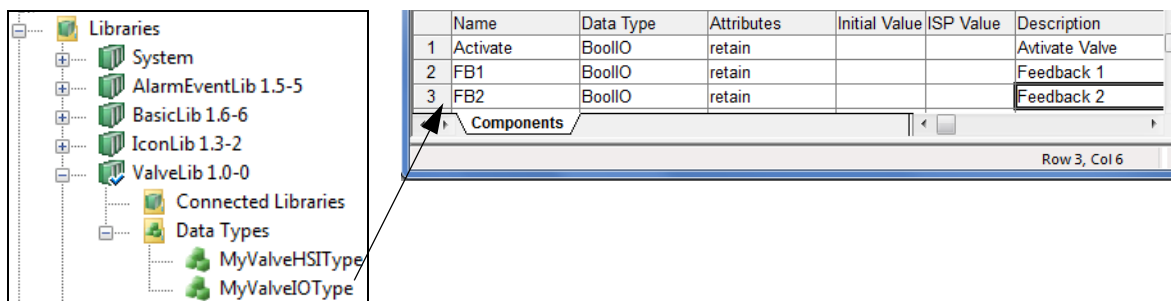 Libraries
System
AlarmEventLib 1.5-5
BasicLib 1.6-6
IconLib 1.3-2
ValveLib 1.0-0
Connected Libraries
Data Types
MyValveHSIType
MyValveIOType
Name Data Type Attributes Initial Value ISP Value Description
1 Activate BoolIO retain Avtivate Valve
2 FB1 BoolIO retain Feedback 1
3 FB2 BoolIO retain Feedback 2
Components
Row 3, Col 6